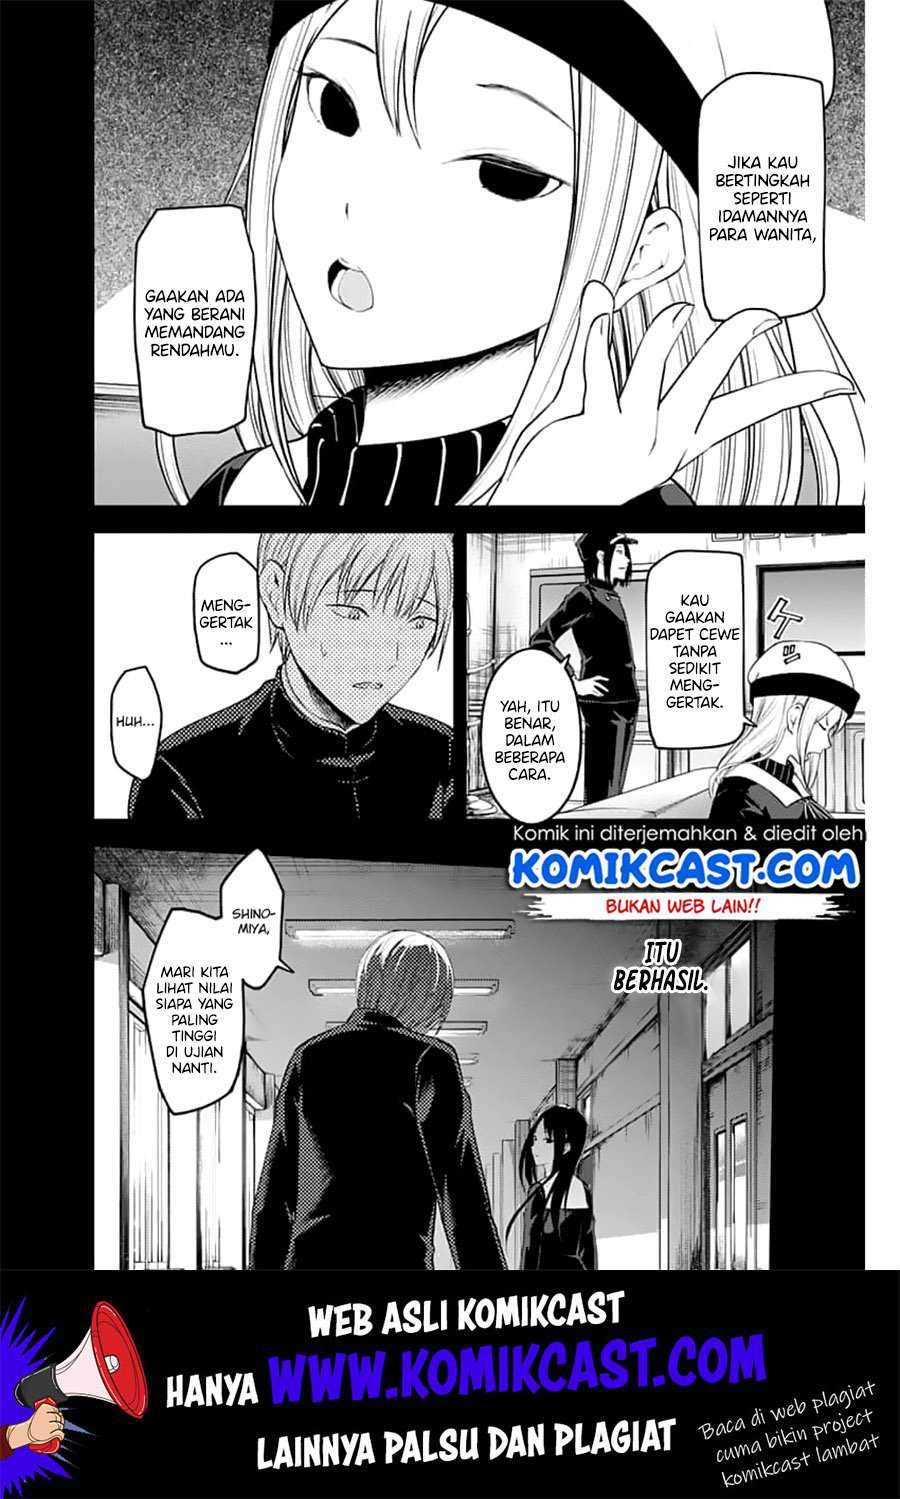 JIKA KAU
BERTINGKAH
SEPERTI
IDAMANNYA
PARA WANITA,
GAAKAN ADA
YANG BERANI
MEMANDANG
RENDAHMU.
KAU
GAAKAN
DAPET CEWE
TANPA
SEDIKIT
MENG-
GERTAK.
YAH, ITU
BENAR,
DALAM
BEBERAPA
CARA.
MENG-
GERTAK
...
HUH...
Komik ini diterjemahkan & diedit oleh
KOMIKCAST.COM
BUKAN WEB LAIN!!
ITU
BERHASIL.
SHINO-
MIYA,
MARI KITA
LIHAT NILAI
SIAPA YANG
PALING
TINGGI
DI UJIAN
NANTI.
WEB ASLI KOMIKCAST
HANYA WWW.KOMIKCAST.COM
LAINNYA PALSU DAN PLAGIAT
Baca di web plagiat
cuma bikin project
komikcast lambat